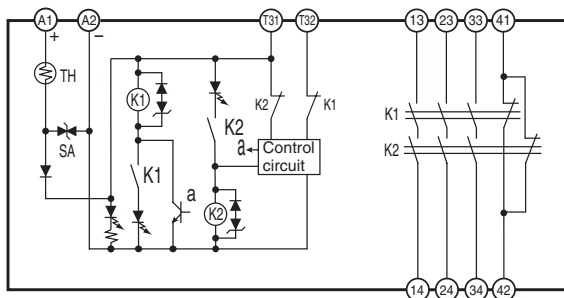 A1 A2 T31 T32 13 23 33 41
+ −
TH
K1
SA
K2
K2 K1
K1
K2
a
Control
circuit
K1
a
K2
14 24 34 42